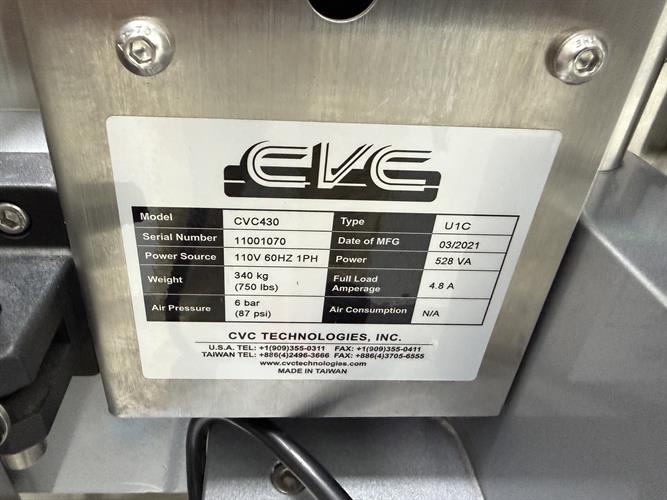 CVC
Model CVC430 Type U1C
Serial Number 11001070 Date of MFG 03/2021
Power Source 110V 60HZ 1PH Power 528 VA
Weight 340 kg (750 lbs) Full Load Amperage 4.8 A
Air Pressure 6 bar (87 psi) Air Consumption N/A
CVC TECHNOLOGIES, INC.
U.S.A. TEL: +1(909)355-0311 FAX: +1(909)355-0411
TAIWAN TEL: +886(4)2496-3666 FAX: +886(4)3705-6555
www.cvctechnologies.com
MADE IN TAIWAN